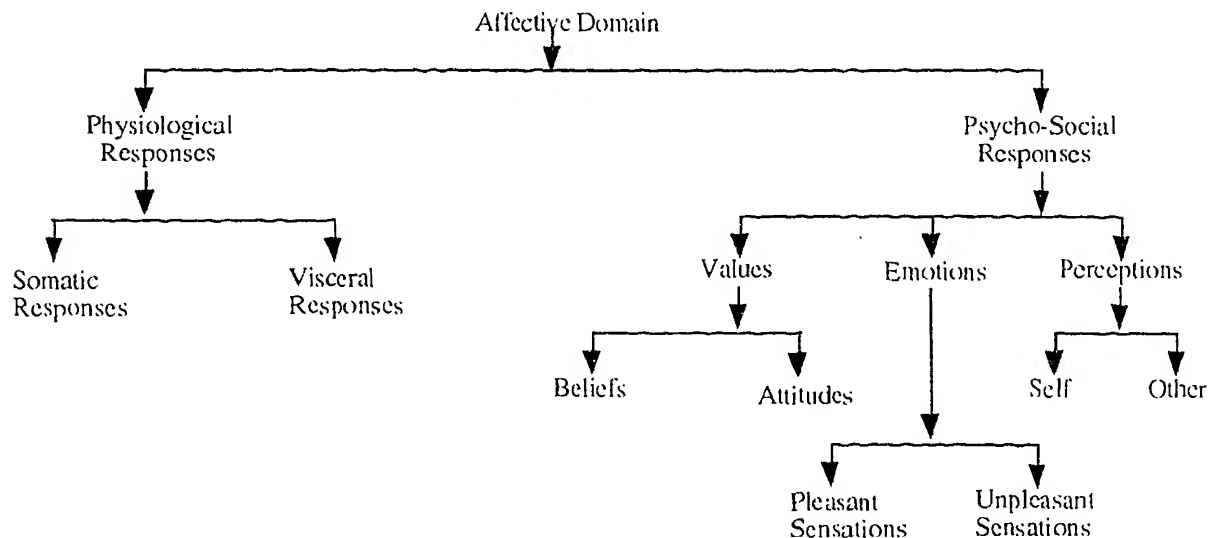 Affective Domain
Physiological
Responses
Psycho-Social
Responses
Somatic
Responses
Visceral
Responses
Values
Emotions
Perceptions
Beliefs
Attitudes
Self
Other
Pleasant
Sensations
Unpleasant
Sensations